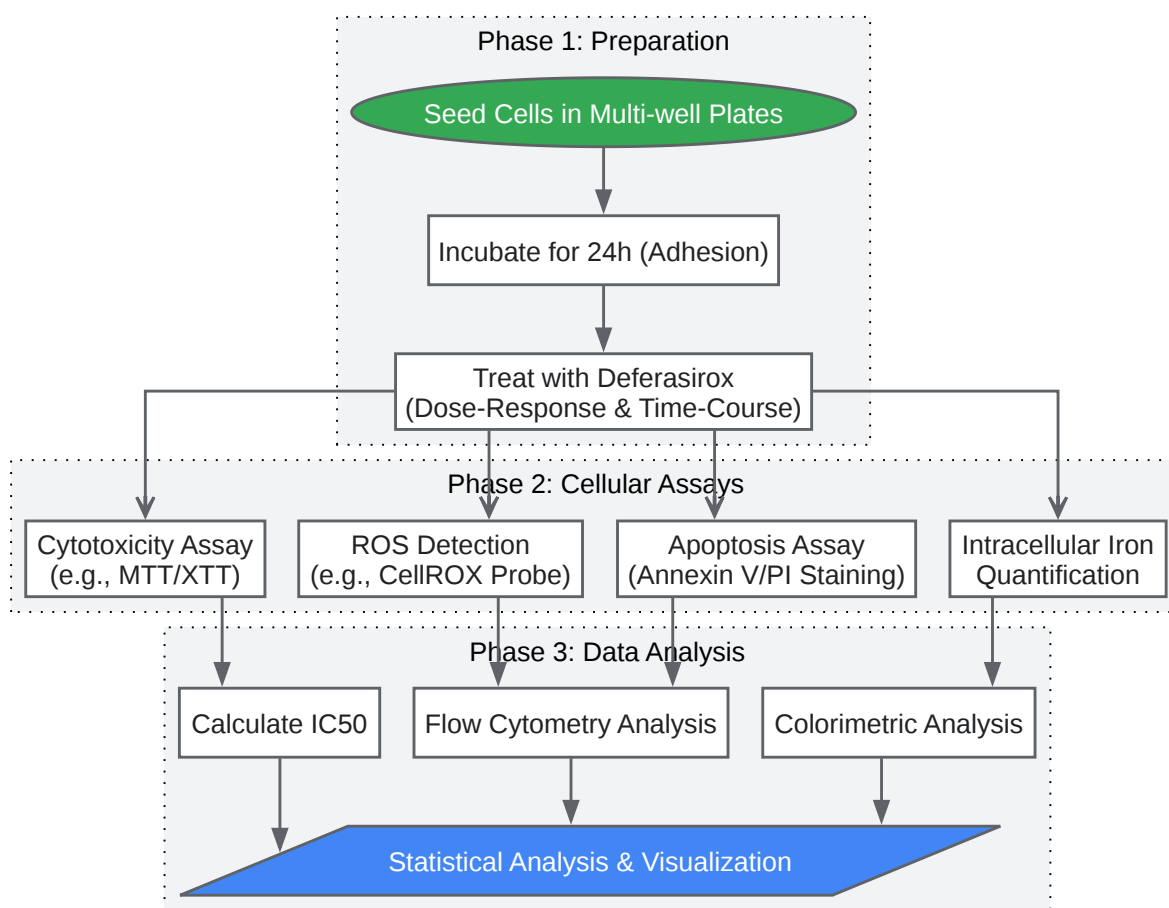 Phase 1: Preparation
Seed Cells in Multi-well Plates
Incubate for 24h (Adhesion)
Treat with Deferasirox
(Dose-Response & Time-Course)
Phase 2: Cellular Assays
Cytotoxicity Assay
(e.g., MTT/XTT)
ROS Detection
(e.g., CellROX Probe)
Apoptosis Assay
(Annexin V/PI Staining)
Intracellular Iron
Quantification
Phase 3: Data Analysis
Calculate IC50
Flow Cytometry Analysis
Colorimetric Analysis
Statistical Analysis & Visualization